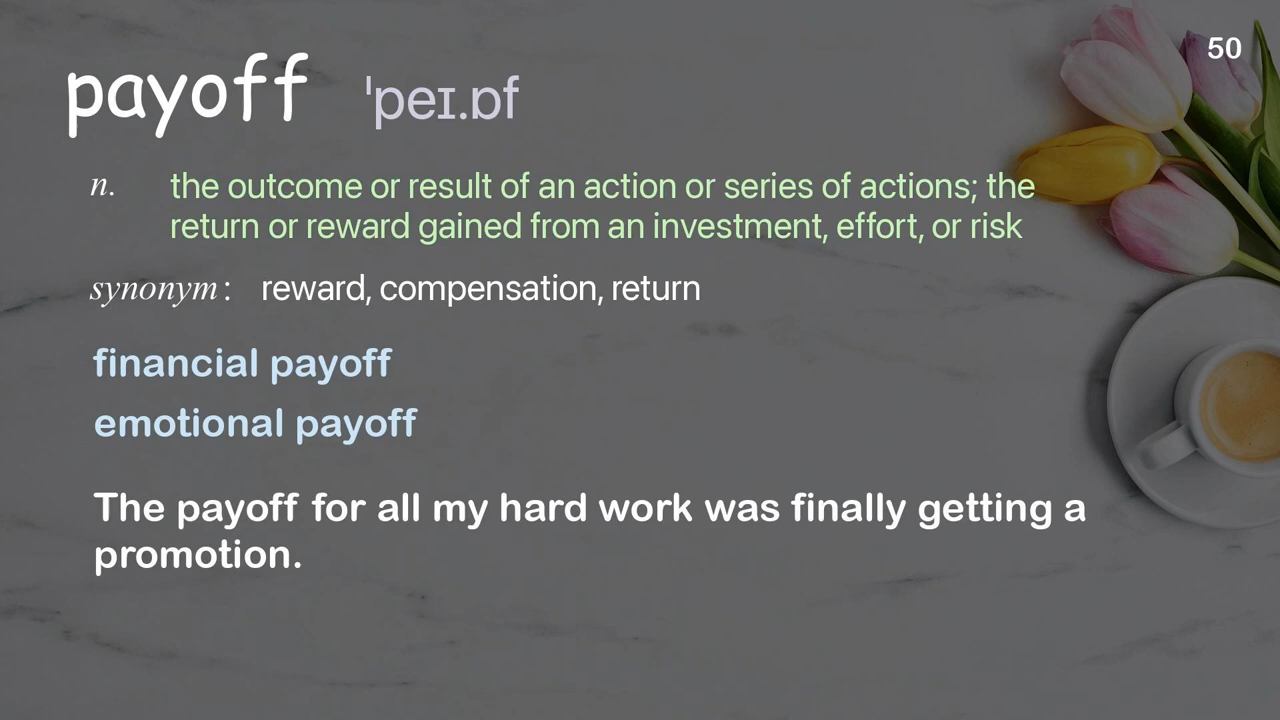 50
payoff ˈpeɪ.ɒf
n. the outcome or result of an action or series of actions; the
return or reward gained from an investment, effort, or risk
synonym: reward, compensation, return
financial payoff
emotional payoff
The payoff for all my hard work was finally getting a
promotion.